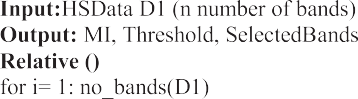 Input:HSData D1 (n number of bands)
Output: MI, Threshold, SelectedBands
Relative ()
for i= 1: no_bands(D1)